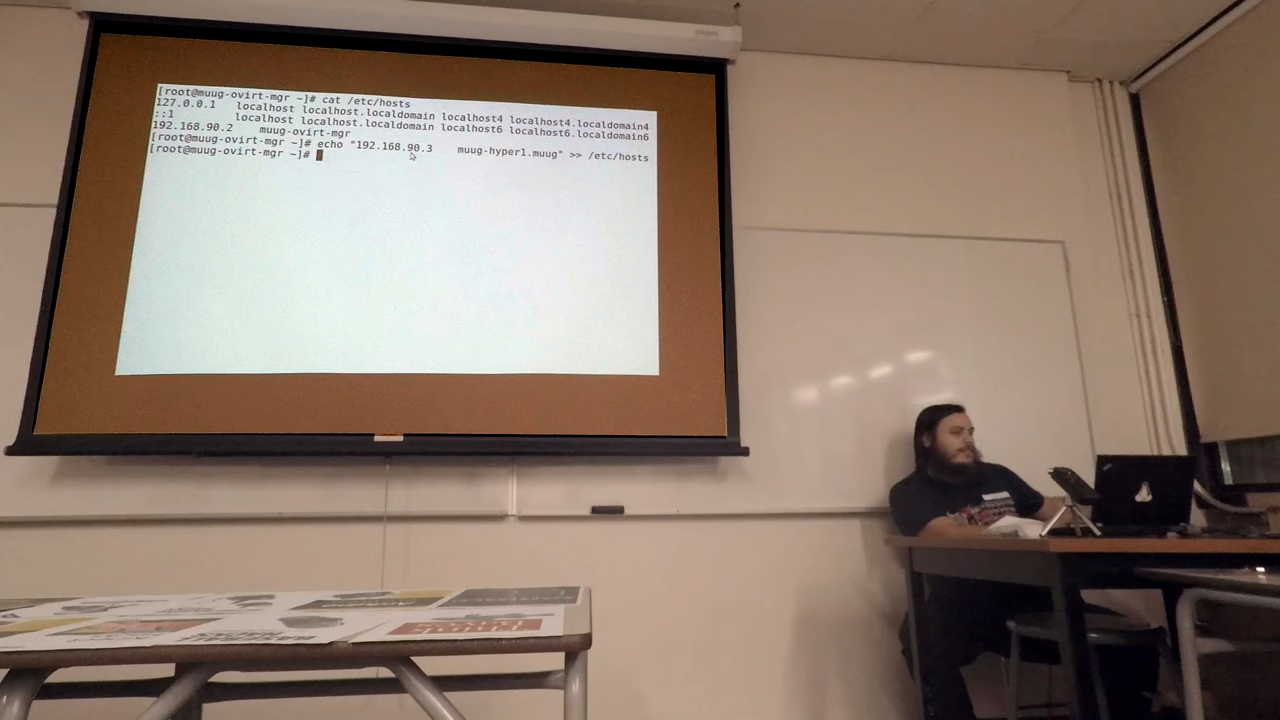 [root@muug-ovirt-mgr ~]# cat /etc/hosts
127.0.0.1 localhost localhost.localdomain localhost4 localhost4.localdomain4
::1 localhost localhost.localdomain localhost6 localhost6.localdomain6
192.168.90.2 muug-ovirt-mgr
[root@muug-ovirt-mgr ~]# echo "192.168.90.3 muug-hyper1.muug" >> /etc/hosts
[root@muug-ovirt-mgr ~]#